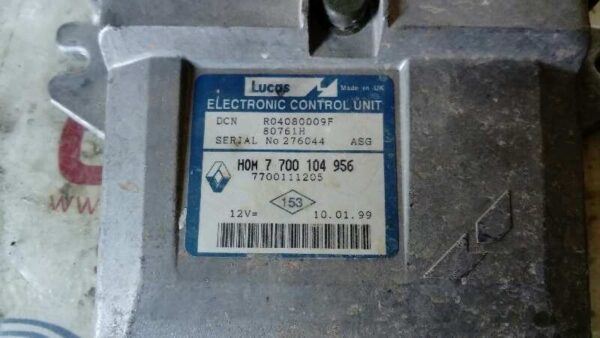 Lucas Made in UK
ELECTRONIC CONTROL UNIT
DCN R04080009F
80761H
SERIAL No 276044 ASG
HOM 7 700 104 956
7700111205
153
12V= 10.01.99
www.